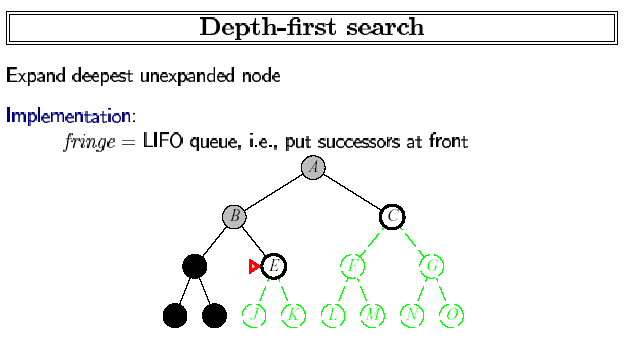 Depth-first search
Expand deepest unexpanded node
Implementation:
fringe = LIFO queue, i.e., put successors at front
A
B C
E F G
J K L M N O